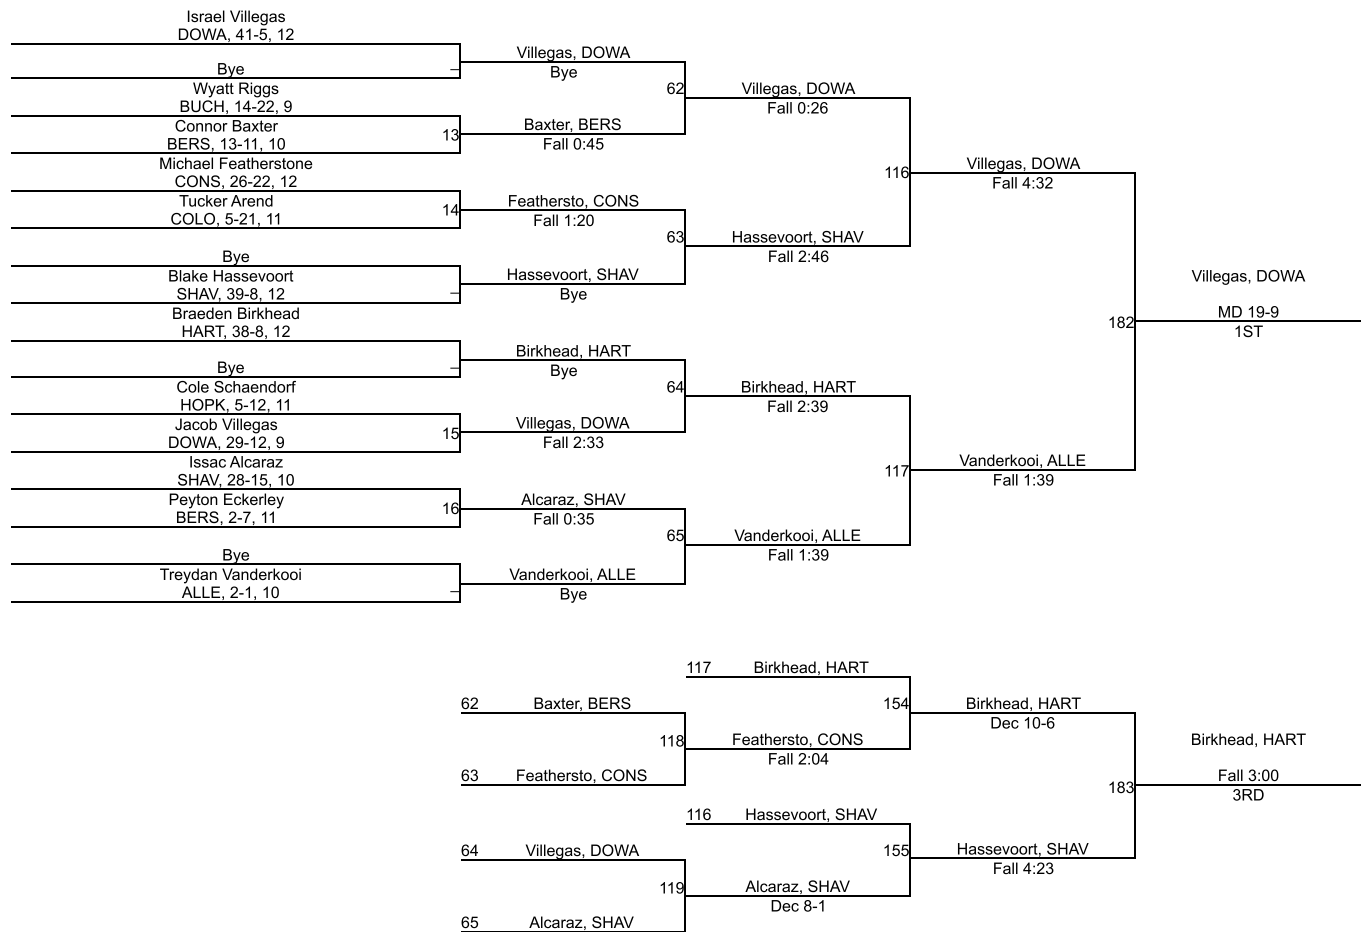 Israel Villegas
DOWA, 41-5, 12
Bye
Wyatt Riggs
BUCH, 14-22, 9
Connor Baxter
BERS, 13-11, 10
13
Michael Featherstone
CONS, 26-22, 12
Tucker Arend
COLO, 5-21, 11
14
Bye
Blake Hassevoort
SHAV, 39-8, 12
Braeden Birkhead
HART, 38-8, 12
Bye
Cole Schaendorf
HOPK, 5-12, 11
Jacob Villegas
DOWA, 29-12, 9
15
Issac Alcaraz
SHAV, 28-15, 10
Peyton Eckerley
BERS, 2-7, 11
16
Bye
Treydan Vanderkooi
ALLE, 2-1, 10
Villegas, DOWA
Bye
62
Baxter, BERS
Fall 0:45
Feathersto, CONS
Fall 1:20
63
Hassevoort, SHAV
Bye
Birkhead, HART
Bye
64
Villegas, DOWA
Fall 2:33
Alcaraz, SHAV
Fall 0:35
65
Vanderkooi, ALLE
Bye
Villegas, DOWA
Fall 0:26
116
Hassevoort, SHAV
Fall 2:46
Birkhead, HART
Fall 2:39
117
Vanderkooi, ALLE
Fall 1:39
Villegas, DOWA
Fall 4:32
182
Vanderkooi, ALLE
Fall 1:39
Villegas, DOWA
MD 19-9
1ST
117 Birkhead, HART
62 Baxter, BERS
154
118
Feathersto, CONS
Fall 2:04
63 Feathersto, CONS
116 Hassevoort, SHAV
64 Villegas, DOWA
155
119
Alcaraz, SHAV
Dec 8-1
65 Alcaraz, SHAV
Birkhead, HART
Dec 10-6
183
Hassevoort, SHAV
Fall 4:23
Birkhead, HART
Fall 3:00
3RD